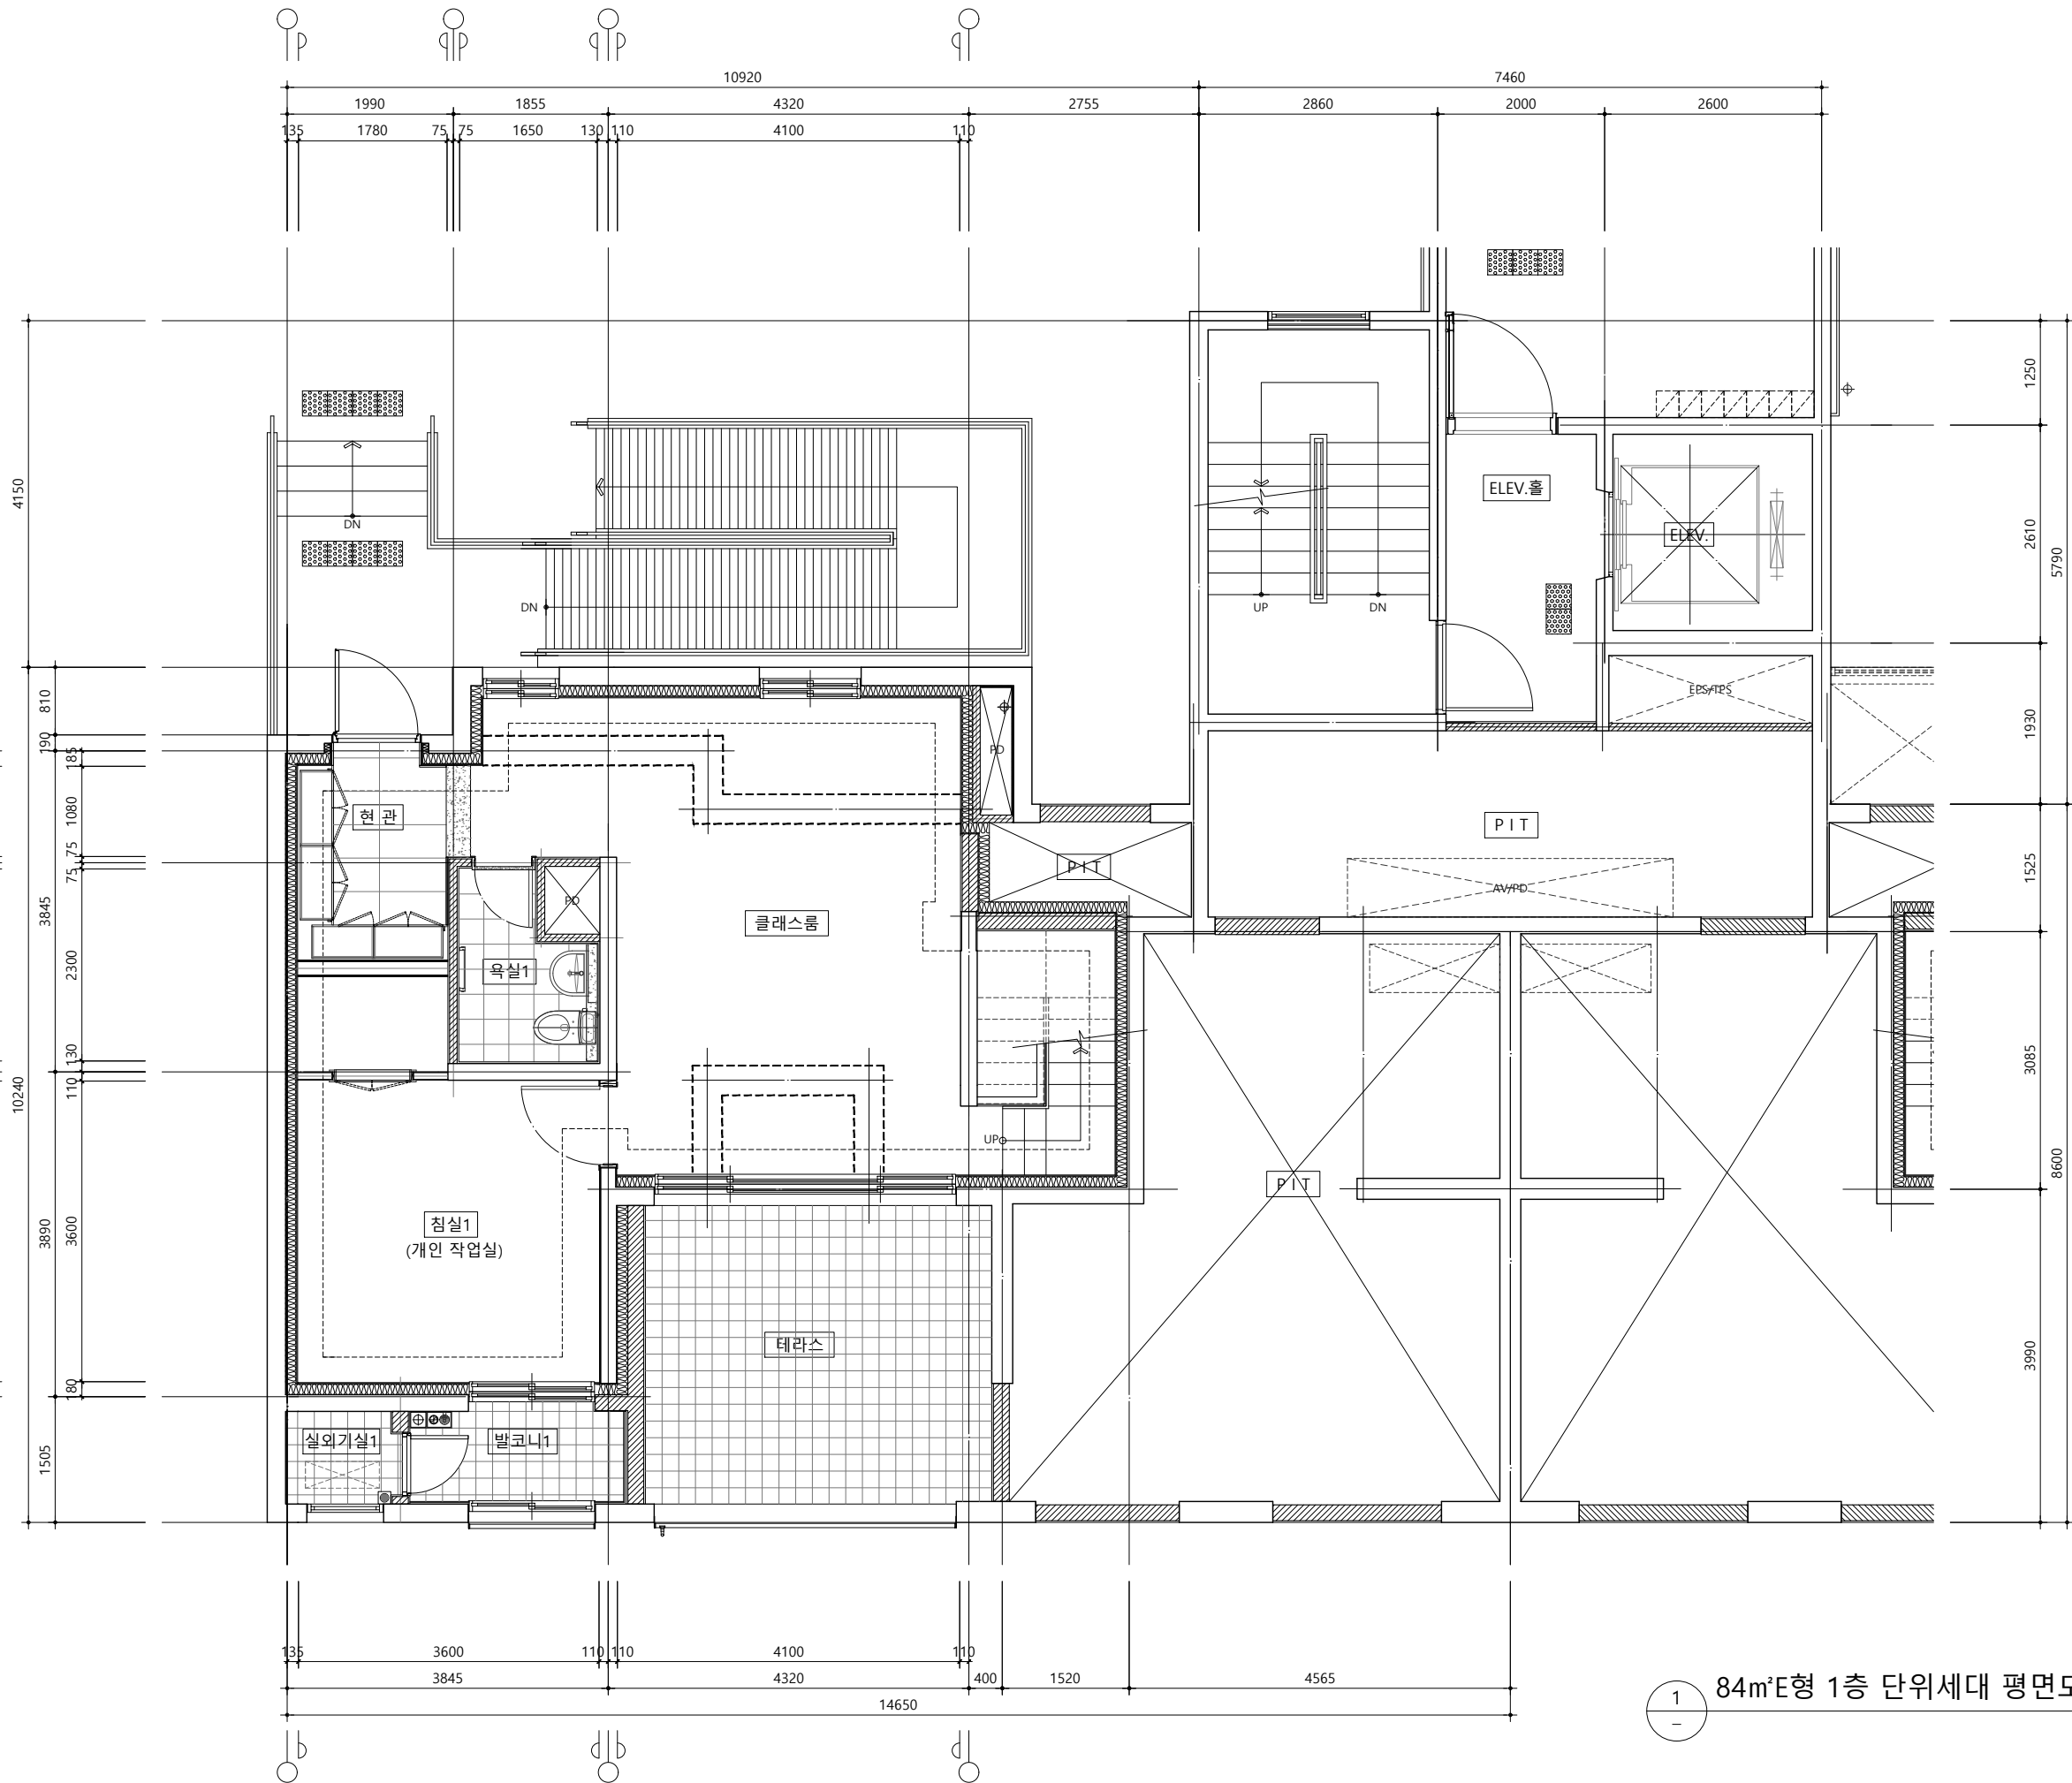 10920 7460
1990 1855 4320 2755 2860 2000 2600
135 1780 75 75 1650 130 110 4100 110
4150
810
190
185
1080
75
75
3845
2300
130
110
10240
3890
3600
180
1505
1250
2610
5790
1930
1525
3085
8600
3990
DN
DN
UP
DN
ELEV.홀
ELEV.
EPS/TPS
PD
현 관
PIT
PIT
AV/PD
PD
클래스룸
욕실1
UP
PIT
침실1
(개인 작업실)
테라스
실외기실1
발코니1
135 3600 110 110 4100 110
3845 4320 400 1520 4565
14650
1
–
84㎡E형 1층 단위세대 평면도